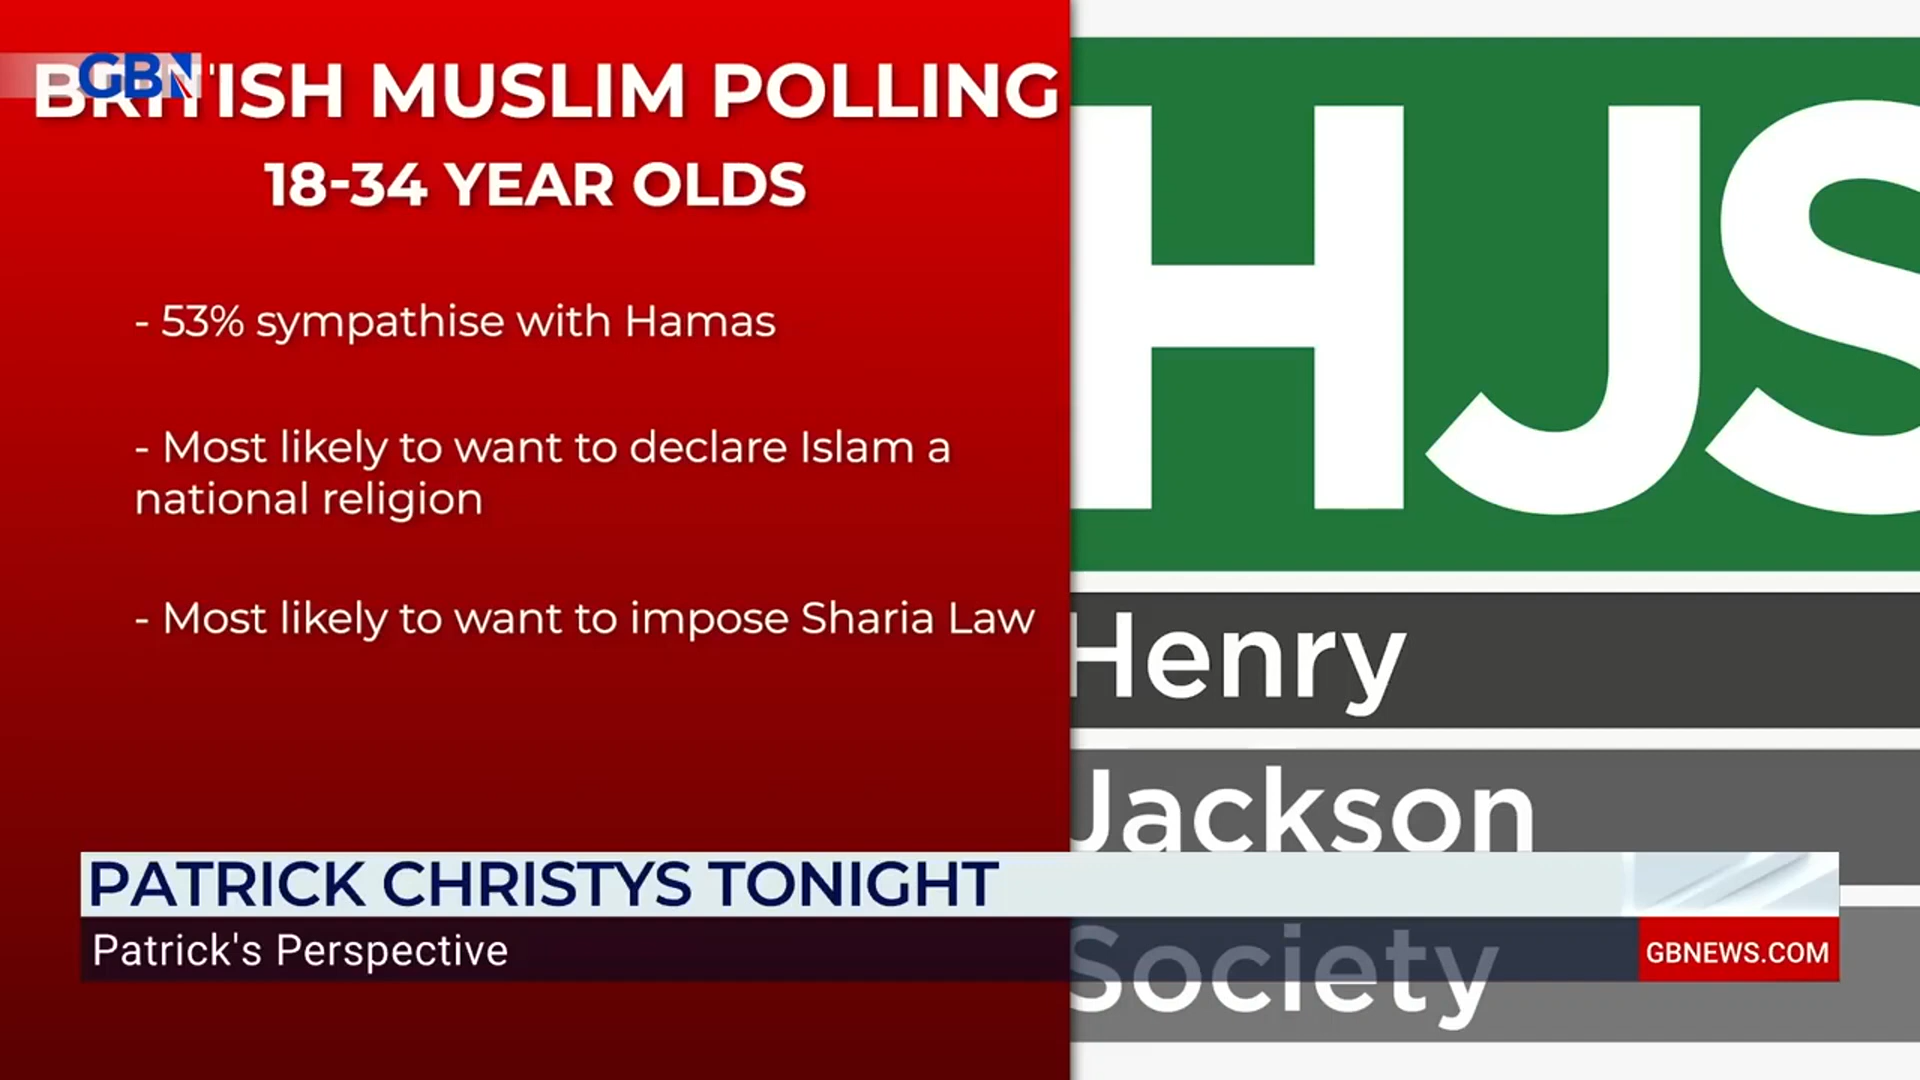 GBN
BRITISH MUSLIM POLLING
18-34 YEAR OLDS
- 53% sympathise with Hamas
- Most likely to want to declare Islam a
national religion
- Most likely to want to impose Sharia Law
HJS
Henry
Jackson
Society
PATRICK CHRISTYS TONIGHT
Patrick's Perspective
GBNEWS.COM